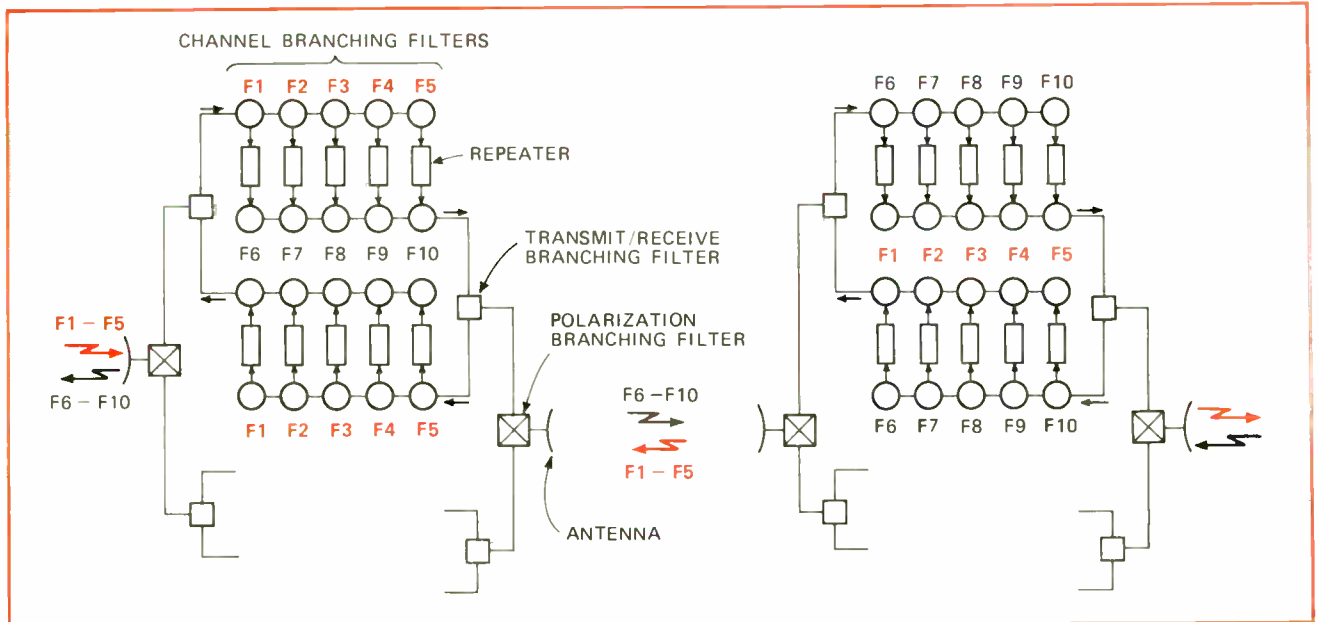 CHANNEL BRANCHING FILTERS
F1 F2 F3 F4 F5
REPEATER
F6 F7 F8 F9 F10
TRANSMIT/RECEIVE
BRANCHING FILTER
F1 – F5
F6 – F10
POLARIZATION
BRANCHING FILTER
F1 F2 F3 F4 F5
ANTENNA
F6 –F10
F1 – F5
F6 F7 F8 F9 F10
F1 F2 F3 F4 F5
F6 F7 F8 F9 F10